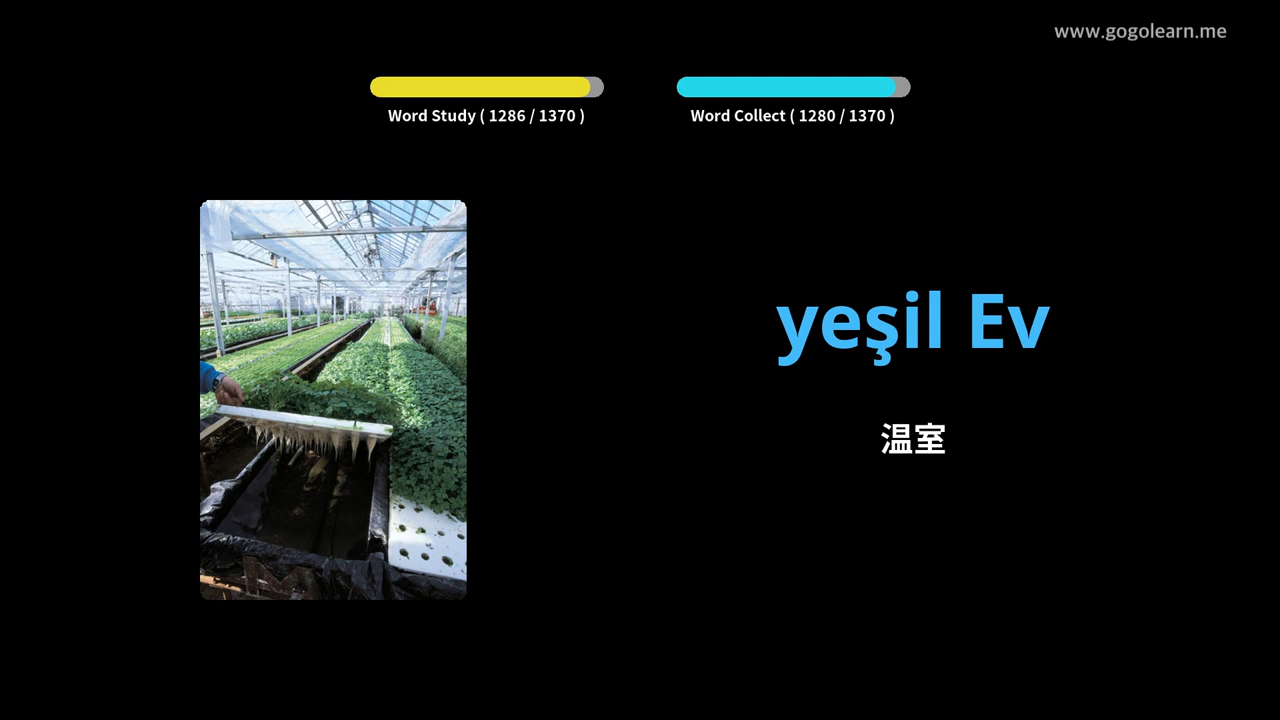 www.gogolearn.me
Word Study ( 1286 / 1370 )
Word Collect ( 1280 / 1370 )
yeşil Ev
温室